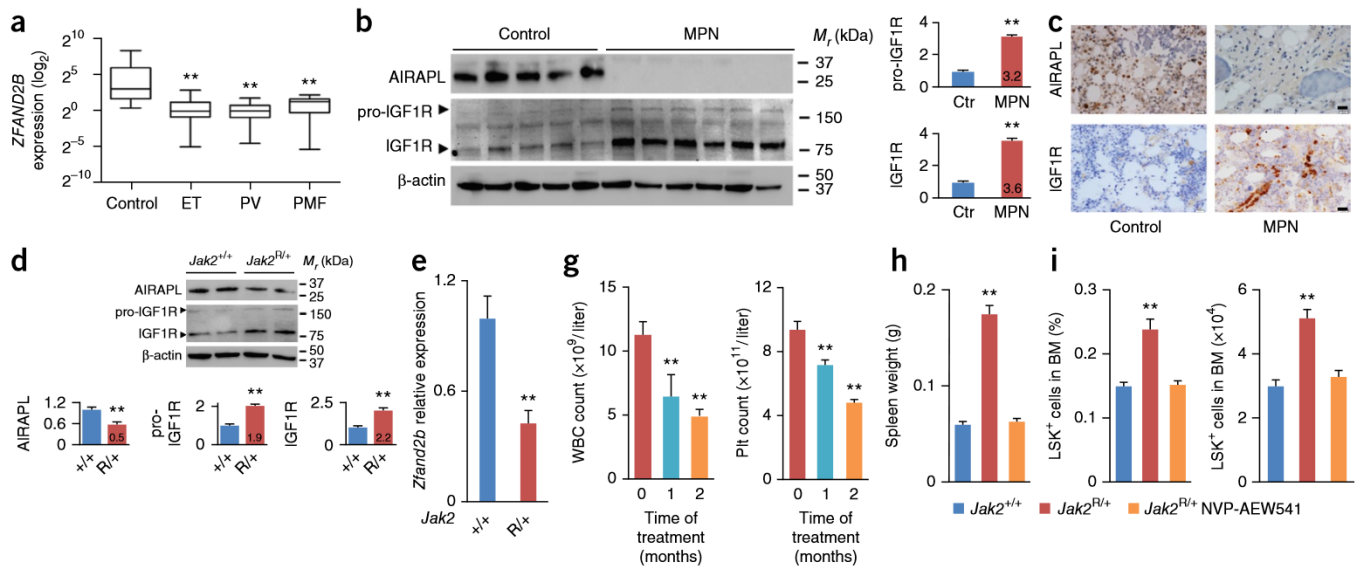 a
ZFAND2B
expression (log2)
2^10
2^5
2^0
2^−5
2^−10
**
**
**
Control
ET
PV
PMF
b
Control
MPN
Mr (kDa)
AIRAPL
37
25
pro-IGF1R
150
IGF1R
75
β-actin
50
37
pro-IGF1R
6
4
2
0
**
3.2
Ctr
MPN
IGF1R
4
2
0
**
3.6
Ctr
MPN
c
AIRAPL
IGF1R
Control
MPN
d
Jak2+/+
Jak2R/+
Mr (kDa)
AIRAPL
37
25
pro-IGF1R
150
IGF1R
75
β-actin
50
37
AIRAPL
1.2
0.6
0
**
0.5
+/+
R/+
pro-
IGF1R
2
1
0
**
1.9
+/+
R/+
IGF1R
2.5
0
**
2.2
+/+
R/+
e
Zfand2b relative expression
1.2
0.6
0
**
Jak2
+/+
R/+
g
WBC count (×10^9/liter)
15
10
5
0
**
**
0
1
2
Time of
treatment
(months)
Plt count (×10^11/liter)
12
8
4
0
**
**
0
1
2
Time of
treatment
(months)
h
Spleen weight (g)
0.2
0.1
0
**
i
LSK+ cells in BM (%)
0.3
0.2
0.1
0
**
LSK+ cells in BM (×10^4)
6
4
2
0
**
Jak2+/+
Jak2R/+
Jak2R/+ NVP-AEW541